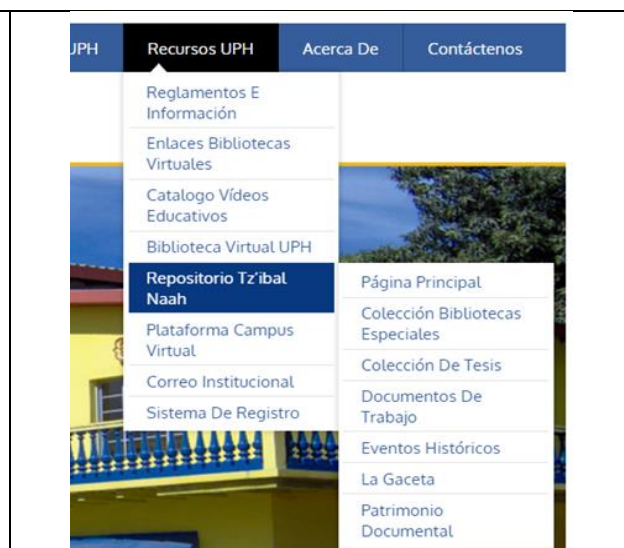 UPH Recursos UPH Acerca De Contáctenos
Reglamentos E
Información
Enlaces Bibliotecas
Virtuales
Catalogo Vídeos
Educativos
Biblioteca Virtual UPH
Repositorio Tz'ibal
Naah
Plataforma Campus
Virtual
Correo Institucional
Sistema De Registro
Página Principal
Colección Bibliotecas
Especiales
Colección De Tesis
Documentos De
Trabajo
Eventos Históricos
La Gaceta
Patrimonio
Documental